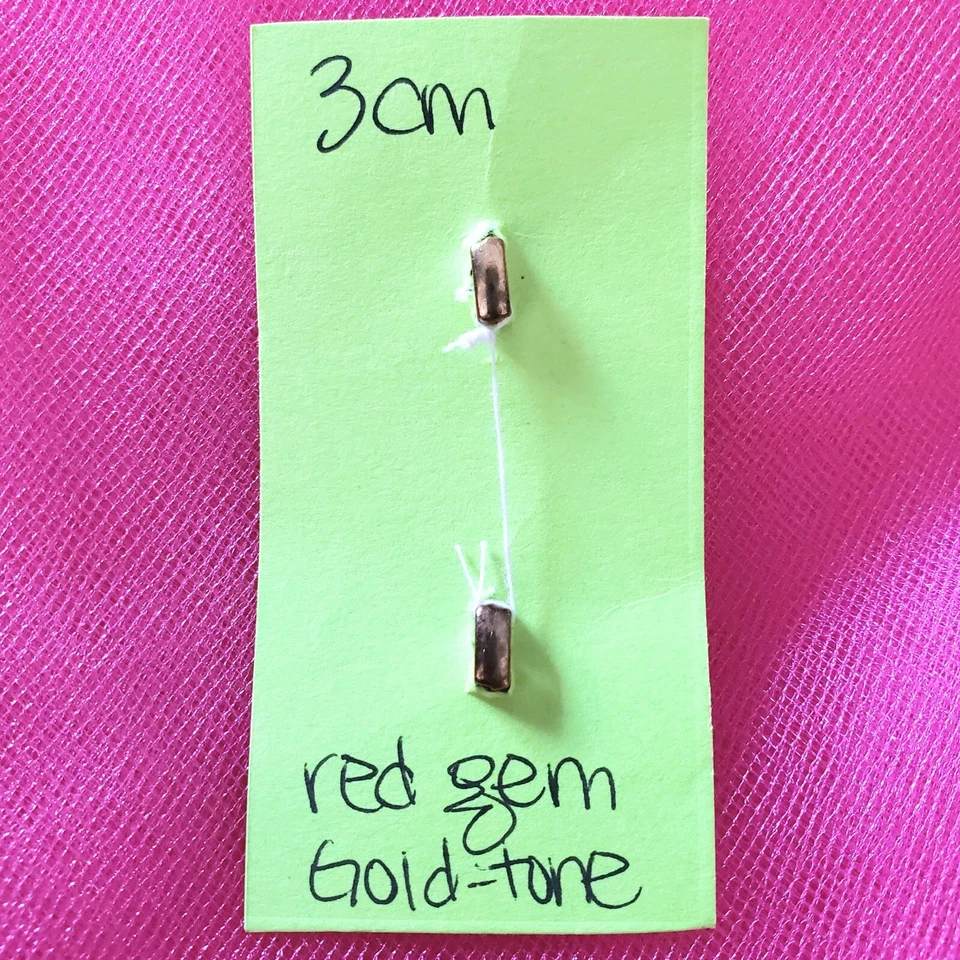 3cm
red gem
Gold-tone